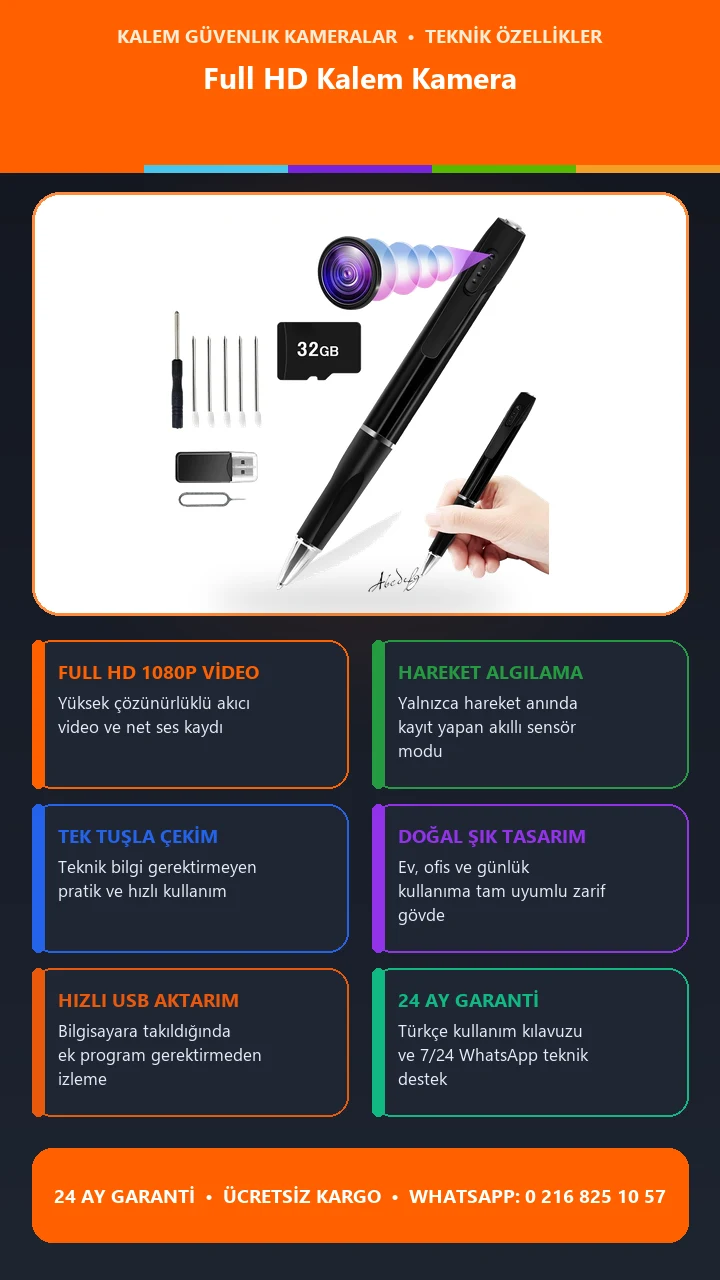 KALEM GÜVENLIK KAMERALAR • TEKNİK ÖZELLİKLER
Full HD Kalem Kamera
32GB
Abcdefg
FULL HD 1080P VİDEO
Yüksek çözünürlüklü akıcı
video ve net ses kaydı
HAREKET ALGILAMA
Yalnızca hareket anında
kayıt yapan akıllı sensör
modu
TEK TUŞLA ÇEKİM
Teknik bilgi gerektirmeyen
pratik ve hızlı kullanım
DOĞAL ŞIK TASARIM
Ev, ofis ve günlük
kullanıma tam uyumlu zarif
gövde
HIZLI USB AKTARIM
Bilgisayara takıldığında
ek program gerektirmeden
izleme
24 AY GARANTİ
Türkçe kullanım kılavuzu
ve 7/24 WhatsApp teknik
destek
24 AY GARANTİ • ÜCRETSİZ KARGO • WHATSAPP: 0 216 825 10 57